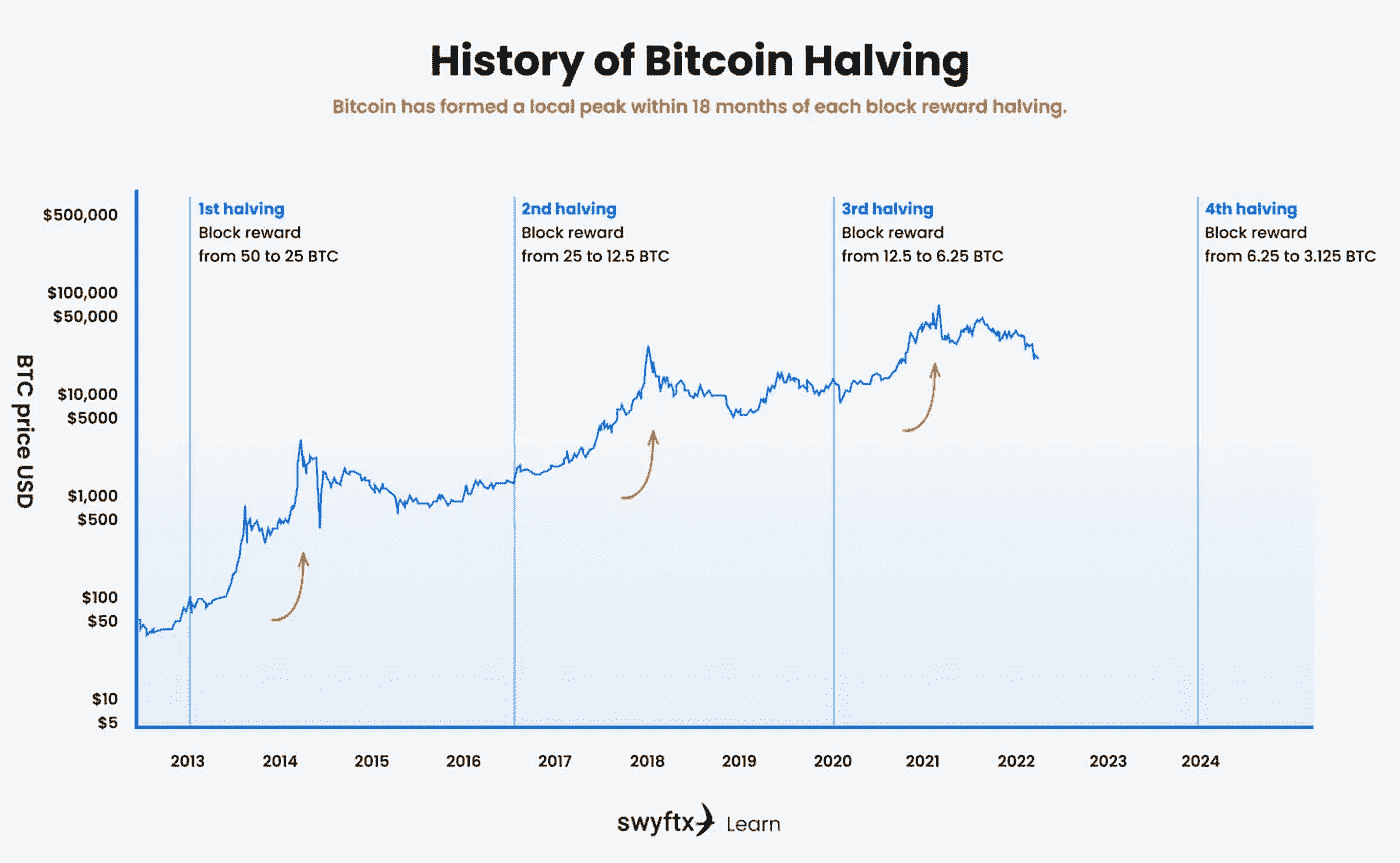 History of Bitcoin Halving
Bitcoin has formed a local peak within 18 months of each block reward halving.
BTC price USD
$500,000
$100,000
$50,000
$10,000
$5000
$1,000
$500
$100
$50
$10
$5
1st halving
Block reward
from 50 to 25 BTC
2nd halving
Block reward
from 25 to 12.5 BTC
3rd halving
Block reward
from 12.5 to 6.25 BTC
4th halving
Block reward
from 6.25 to 3.125 BTC
2013 2014 2015 2016 2017 2018 2019 2020 2021 2022 2023 2024
swyftx Learn